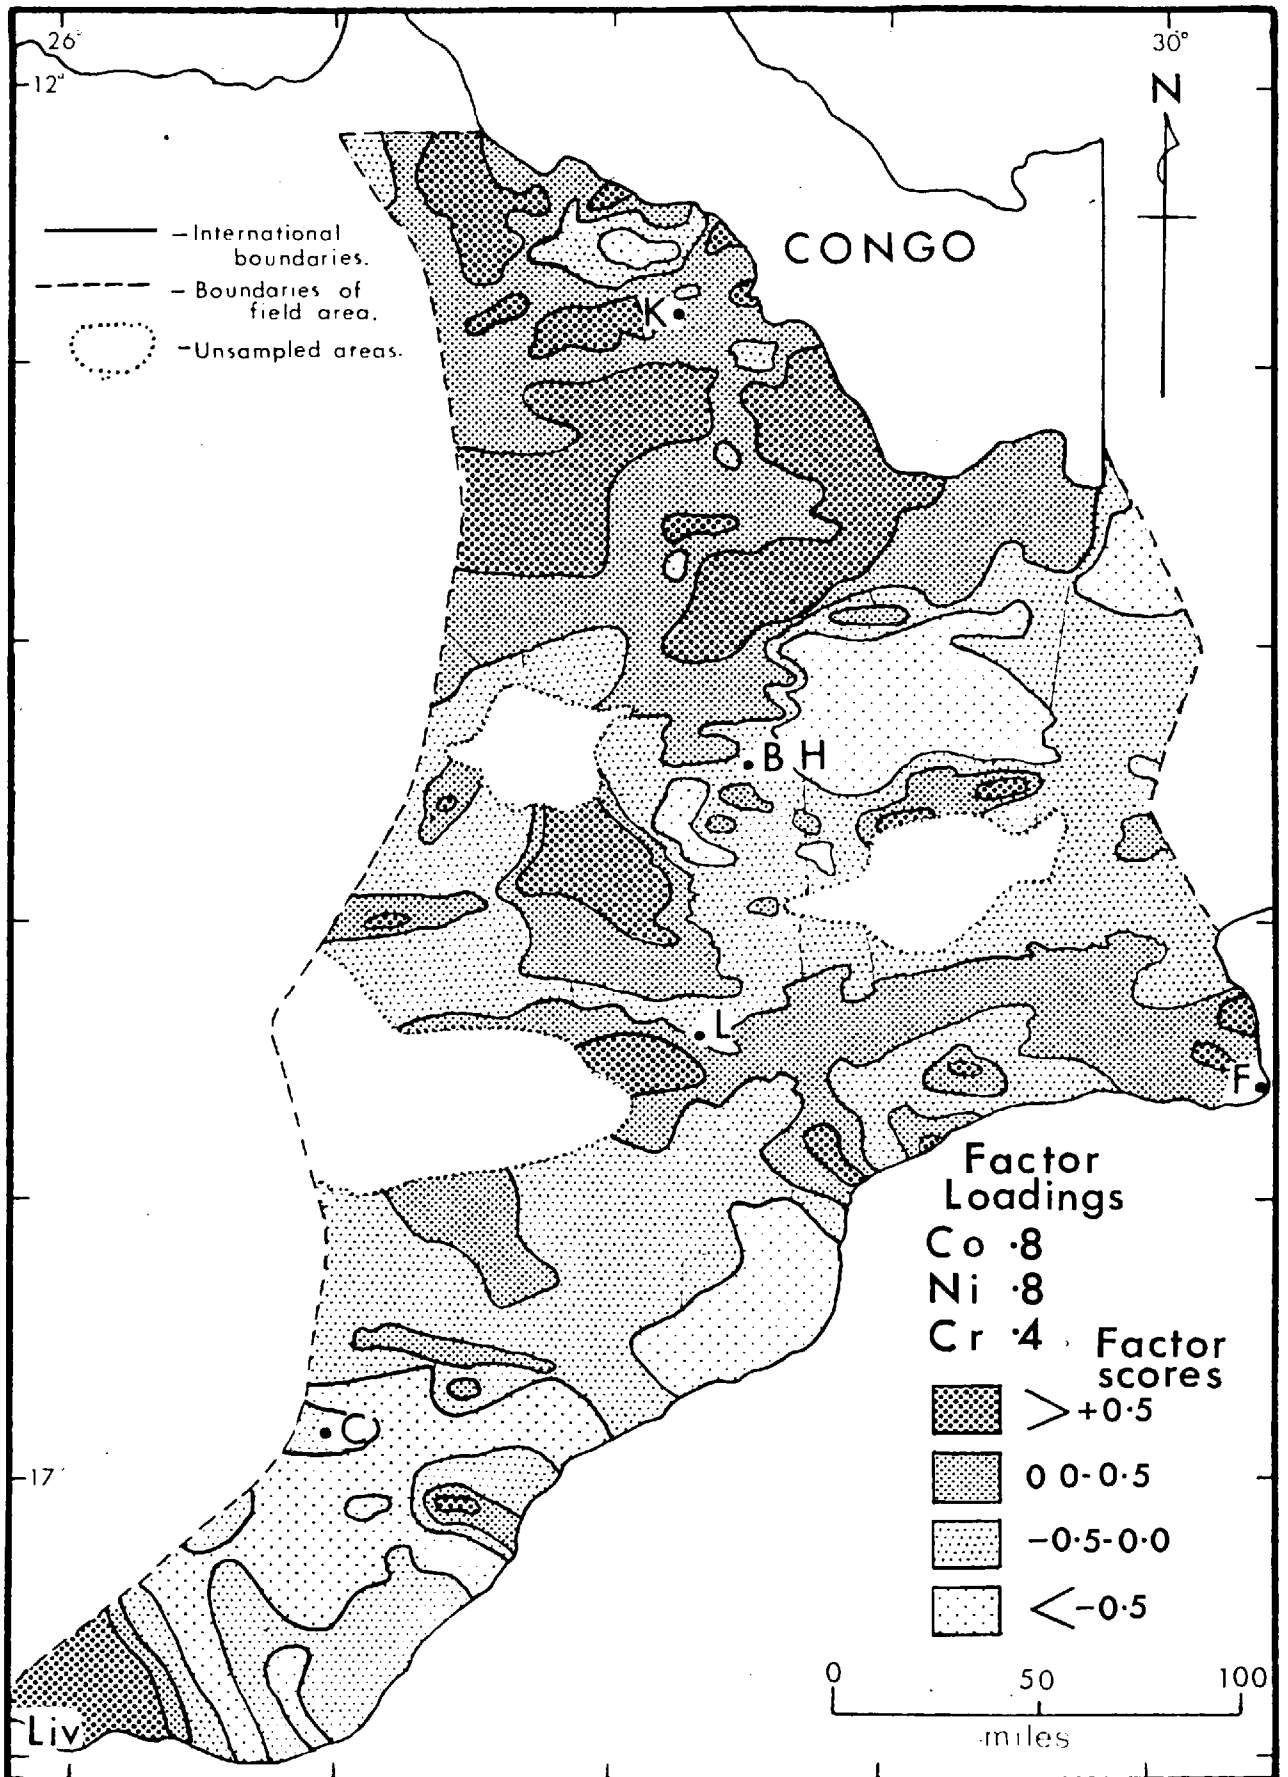 26°
30°
12°
N
CONGO
— International
boundaries.
— Boundaries of
field area.
— Unsampled areas.
K
B H
L
F
Factor
Loadings
Co ·8
Ni ·8
Cr ·4
Factor
scores
>+0·5
0 0-0·5
-0·5-0·0
<-0·5
C
17
Liv
0 50 100
miles